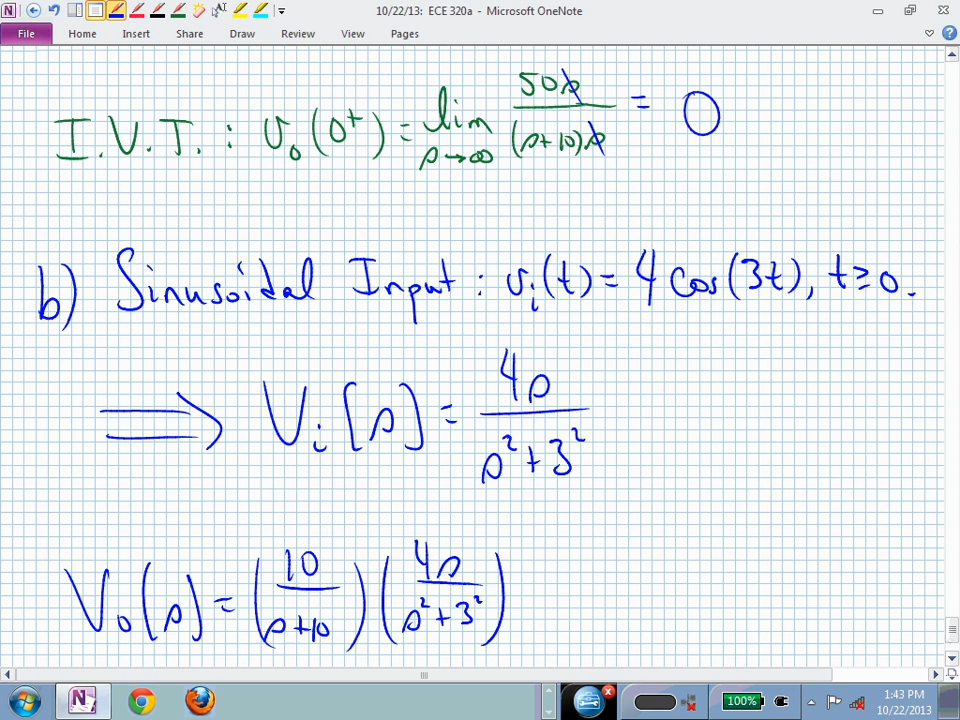 10/22/13: ECE 320a - Microsoft OneNote
File Home Insert Share Draw Review View Pages
I.V.T. : v₀(0⁺) = lim s→∞ 50s / (s+10)s = 0
b) Sinusoidal Input : vᵢ(t) = 4 cos(3t), t ≥ 0.
⟹ Vᵢ[s] = 4s / s² + 3²
V₀[s] = (10 / s+10) (4s / s² + 3²)
100%
1:43 PM
10/22/2013